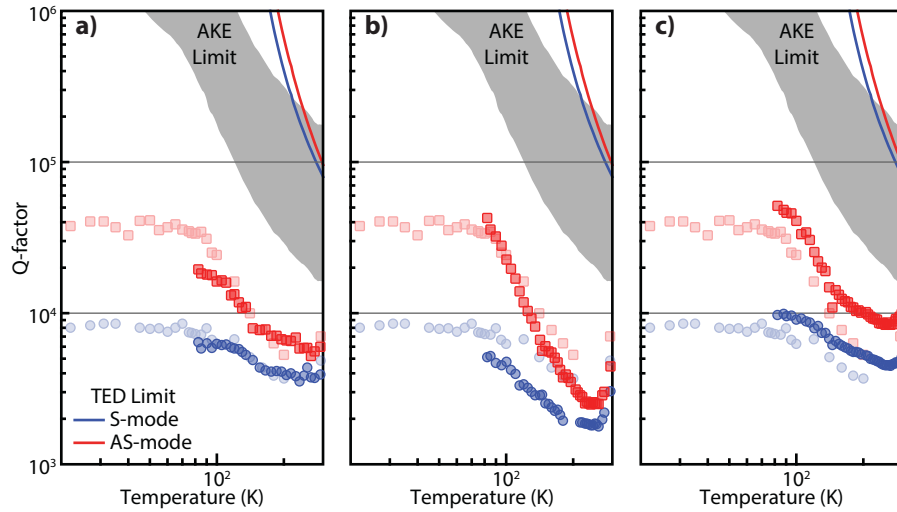 a)
b)
c)
AKE
Limit
AKE
Limit
AKE
Limit
10⁶
10⁵
10⁴
10³
Q-factor
TED Limit
S-mode
AS-mode
10²
10²
10²
Temperature (K)
Temperature (K)
Temperature (K)